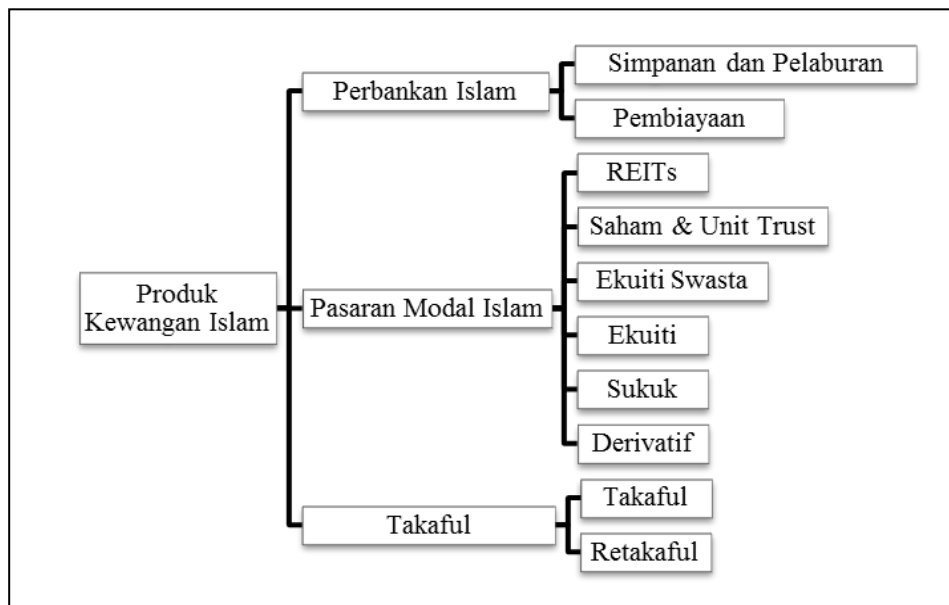 Produk
Kewangan Islam
Perbankan Islam
Simpanan dan Pelaburan
Pembiayaan
Pasaran Modal Islam
REITs
Saham & Unit Trust
Ekuiti Swasta
Ekuiti
Sukuk
Derivatif
Takaful
Takaful
Retakaful